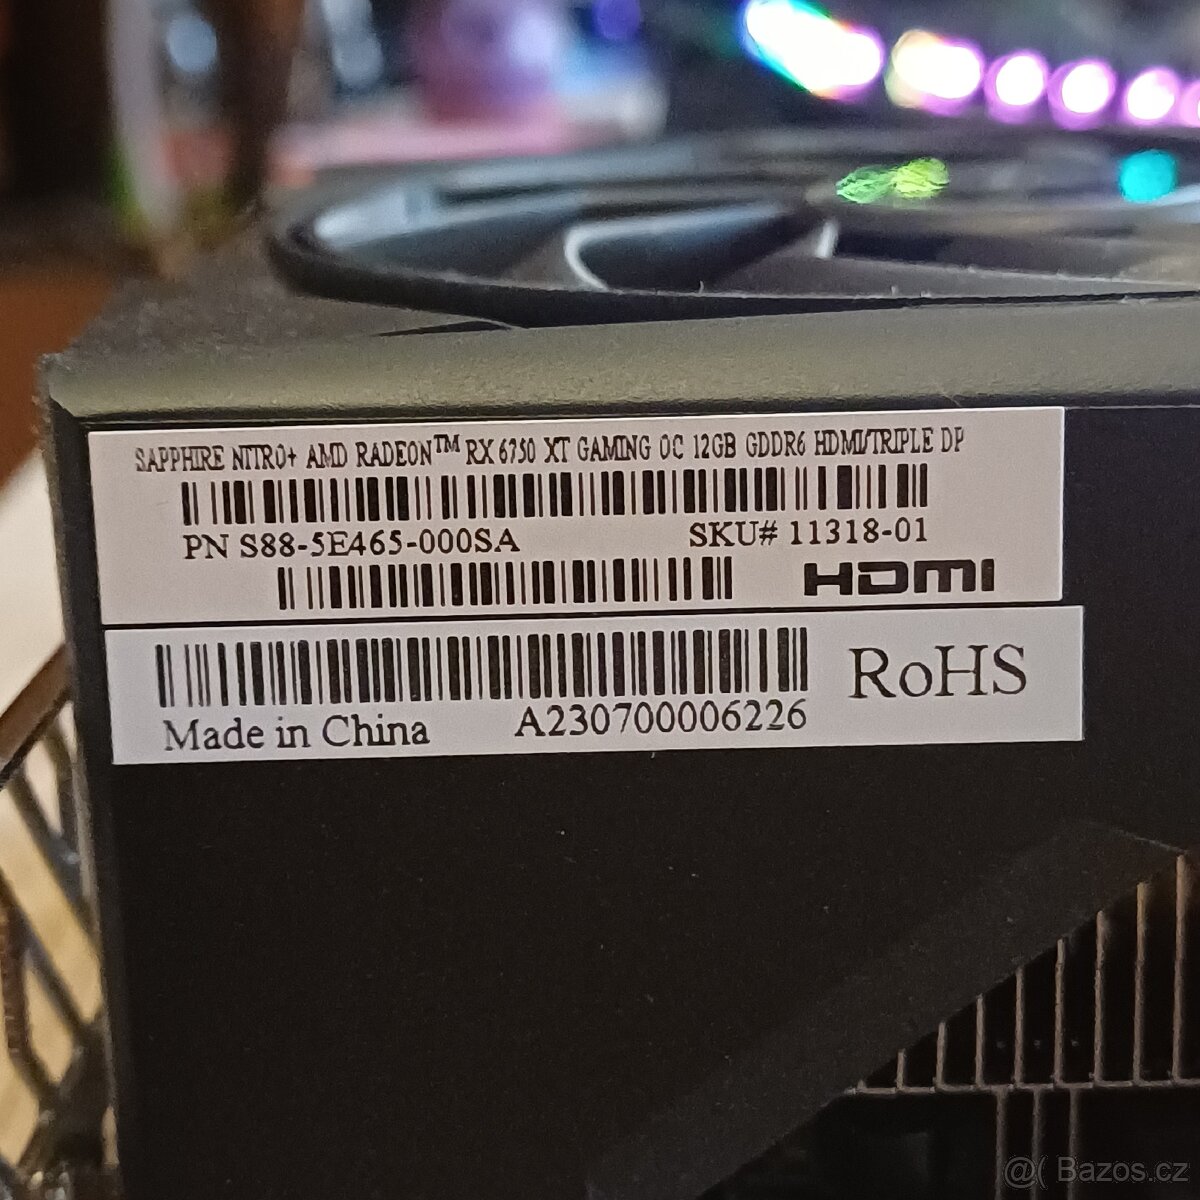 SAPPHIRE NITRO+ AMD RADEON™ RX 6750 XT GAMING OC 12GB GDDR6 HDMI/TRIPLE DP
PN S88-5E465-000SA SKU# 11318-01
HDMI
RoHS
Made in China A230700006226
@( Bazos.cz